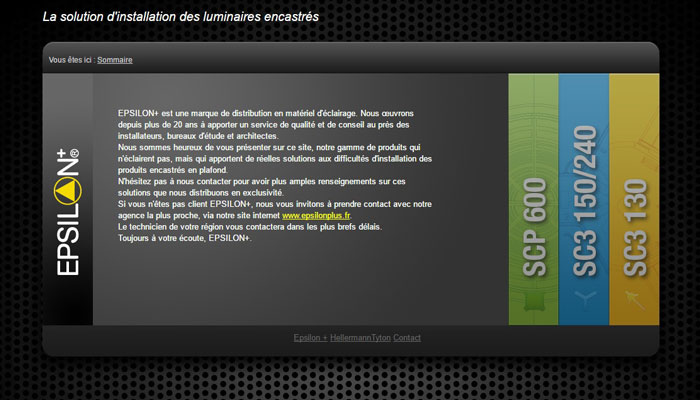 La solution d'installation des luminaires encastrés
Vous êtes ici : Sommaire
EPSILON+®
EPSILON+ est une marque de distribution en matériel d'éclairage. Nous œuvrons
depuis plus de 20 ans à apporter un service de qualité et de conseil au près des
installateurs, bureaux d'étude et architectes.
Nous sommes heureux de vous présenter sur ce site, notre gamme de produits qui
n'éclairent pas, mais qui apportent de réelles solutions aux difficultés d'installation des
produits encastrés en plafond.
N'hésitez pas à nous contacter pour avoir plus amples renseignements sur ces
solutions que nous distribuons en exclusivité.
Si vous n'êtes pas client EPSILON+, nous vous invitons à prendre contact avec notre
agence la plus proche, via notre site internet www.epsilonplus.fr.
Le technicien de votre région vous contactera dans les plus brefs délais.
Toujours à votre écoute, EPSILON+.
SCP 600
SC3 150/240
SC3 130
Epsilon + HellermannTyton Contact